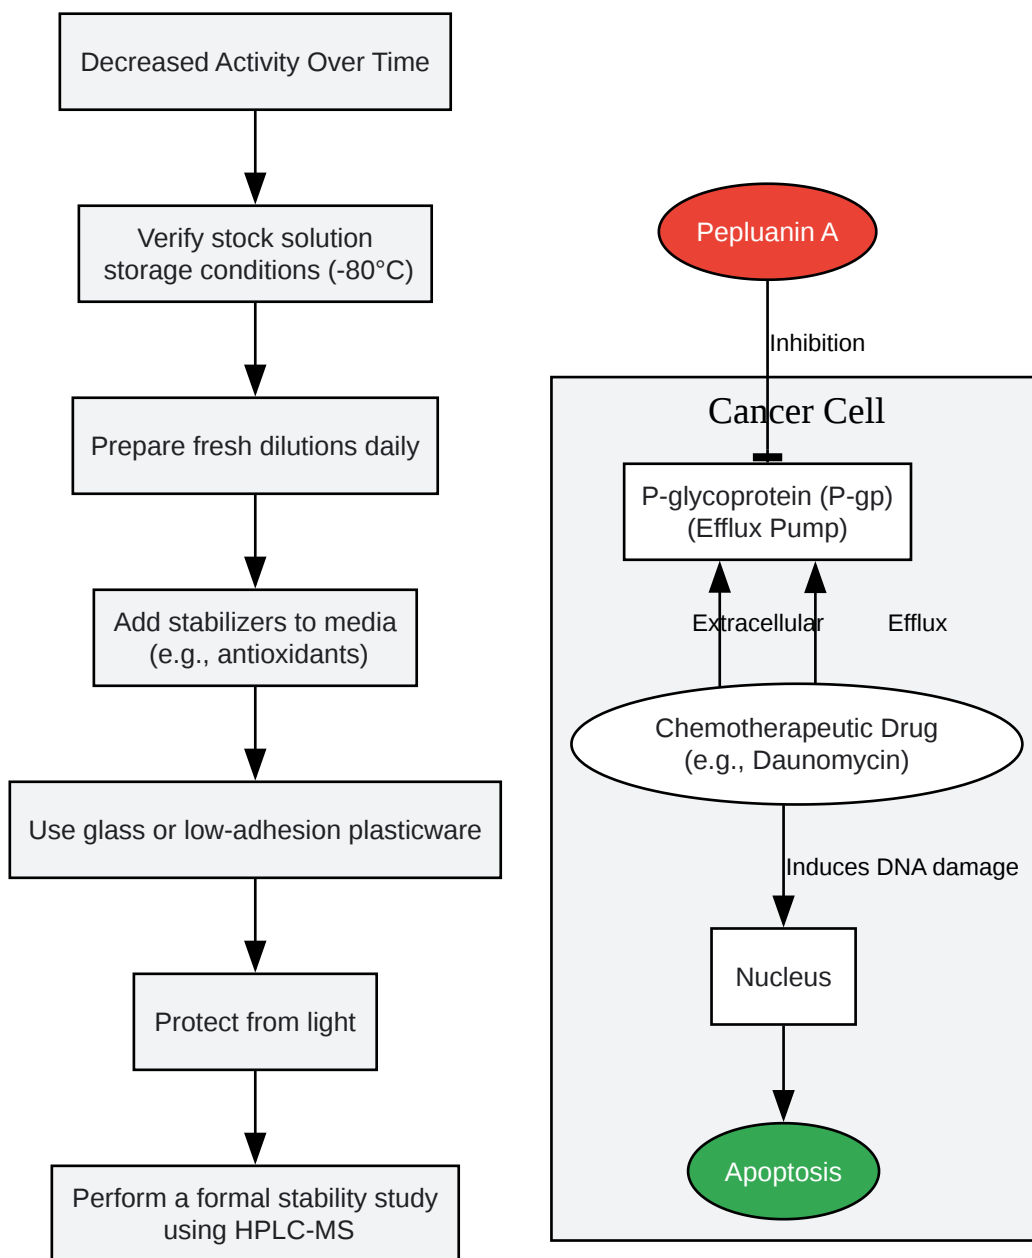 Decreased Activity Over Time
Verify stock solution
storage conditions (-80°C)
Prepare fresh dilutions daily
Add stabilizers to media
(e.g., antioxidants)
Use glass or low-adhesion plasticware
Protect from light
Perform a formal stability study
using HPLC-MS
Pepluanin A
Inhibition
Cancer Cell
P-glycoprotein (P-gp)
(Efflux Pump)
Extracellular
Efflux
Chemotherapeutic Drug
(e.g., Daunomycin)
Induces DNA damage
Nucleus
Apoptosis